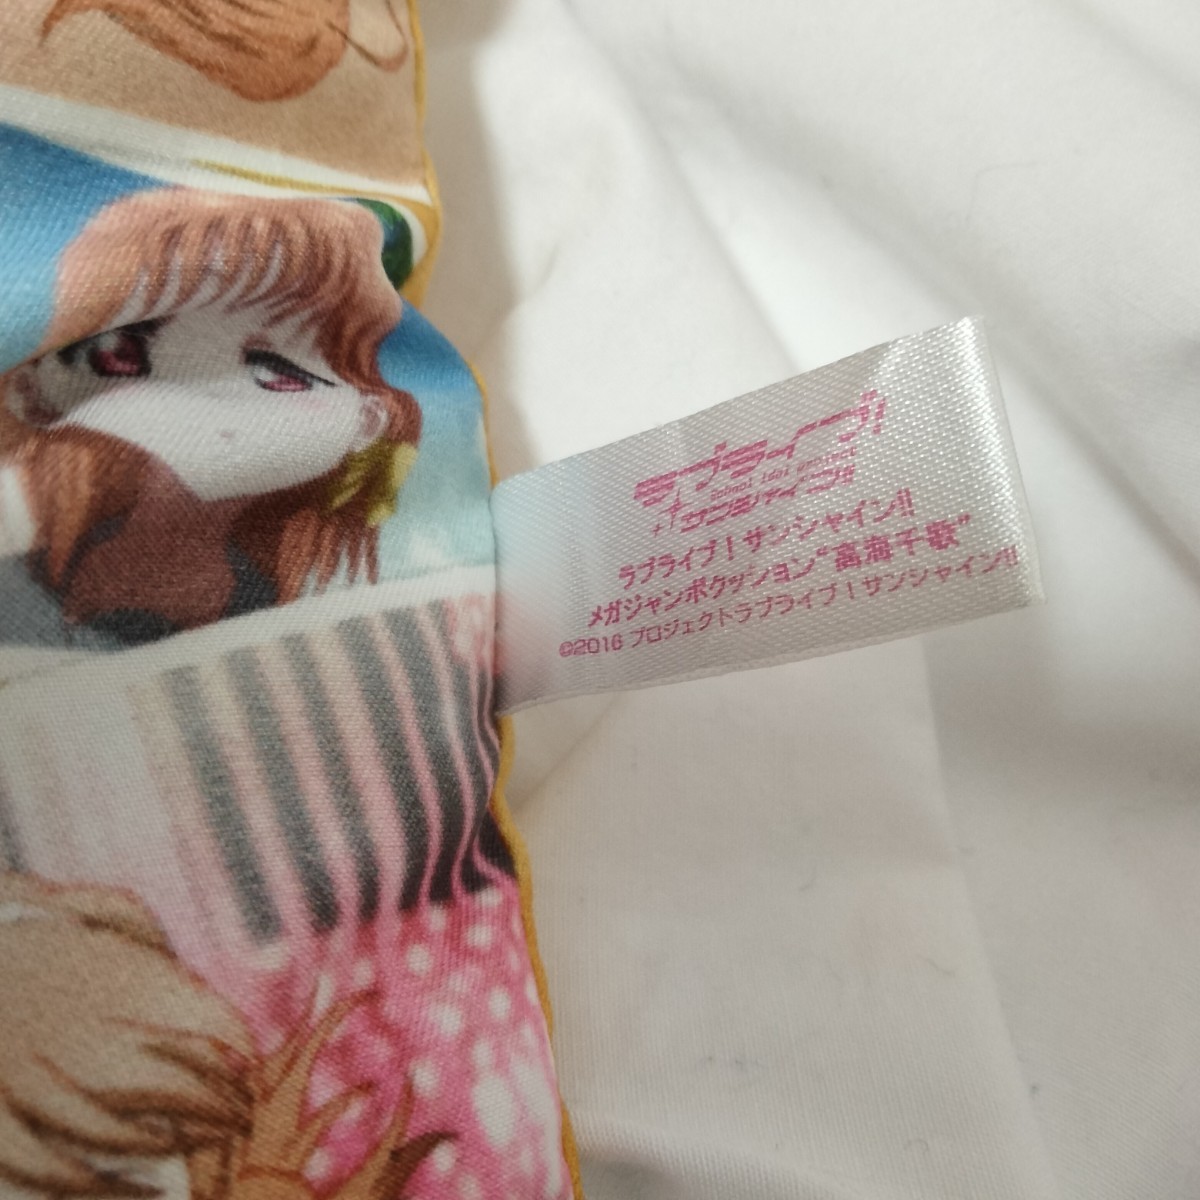 ラブライブ!
School idol project
サンシャイン!!
ラブライブ！サンシャイン!!
メガジャンボクッション"高海千歌"
©2016 プロジェクトラブライブ！サンシャイン!!